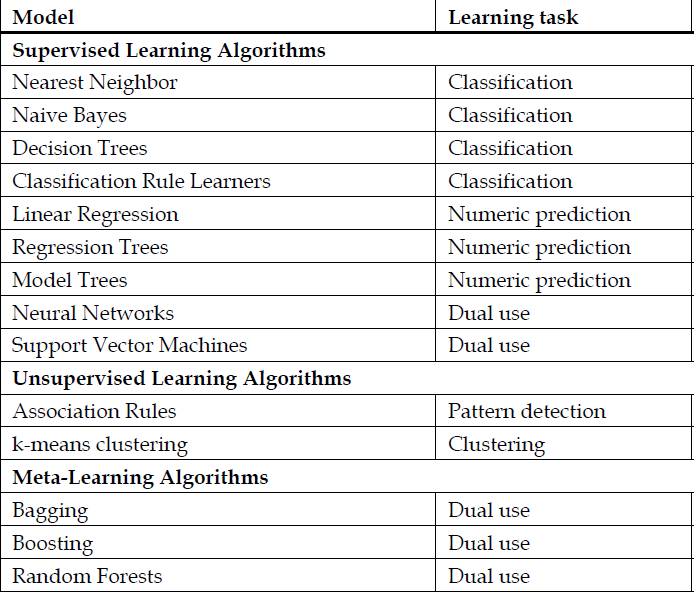 Model Learning task
Supervised Learning Algorithms
Nearest Neighbor Classification
Naive Bayes Classification
Decision Trees Classification
Classification Rule Learners Classification
Linear Regression Numeric prediction
Regression Trees Numeric prediction
Model Trees Numeric prediction
Neural Networks Dual use
Support Vector Machines Dual use
Unsupervised Learning Algorithms
Association Rules Pattern detection
k-means clustering Clustering
Meta-Learning Algorithms
Bagging Dual use
Boosting Dual use
Random Forests Dual use